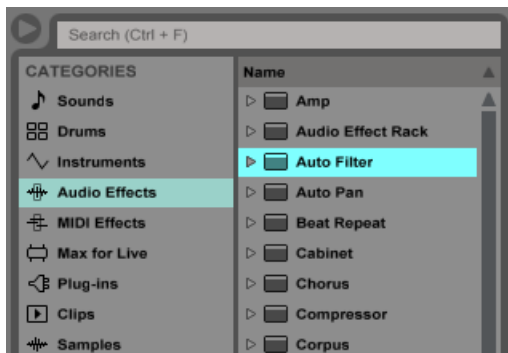 Search (Ctrl + F)
CATEGORIES
Sounds
Drums
Instruments
Audio Effects
MIDI Effects
Max for Live
Plug-ins
Clips
Samples
Name
Amp
Audio Effect Rack
Auto Filter
Auto Pan
Beat Repeat
Cabinet
Chorus
Compressor
Corpus